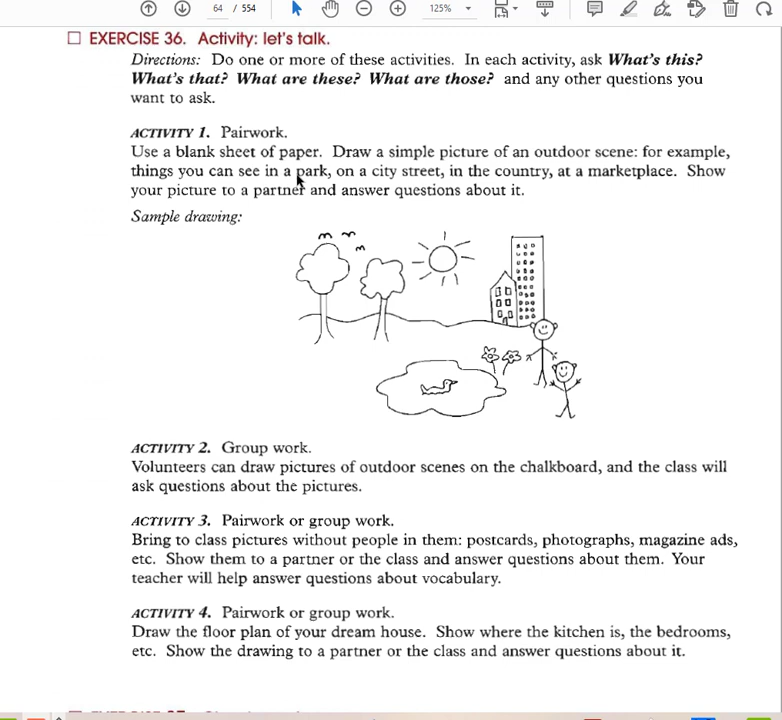 64 / 554
125%
EXERCISE 36. Activity: let's talk.
Directions: Do one or more of these activities. In each activity, ask What's this?
What's that? What are these? What are those? and any other questions you
want to ask.
ACTIVITY 1. Pairwork.
Use a blank sheet of paper. Draw a simple picture of an outdoor scene: for example,
things you can see in a park, on a city street, in the country, at a marketplace. Show
your picture to a partner and answer questions about it.
Sample drawing:
ACTIVITY 2. Group work.
Volunteers can draw pictures of outdoor scenes on the chalkboard, and the class will
ask questions about the pictures.
ACTIVITY 3. Pairwork or group work.
Bring to class pictures without people in them: postcards, photographs, magazine ads,
etc. Show them to a partner or the class and answer questions about them. Your
teacher will help answer questions about vocabulary.
ACTIVITY 4. Pairwork or group work.
Draw the floor plan of your dream house. Show where the kitchen is, the bedrooms,
etc. Show the drawing to a partner or the class and answer questions about it.